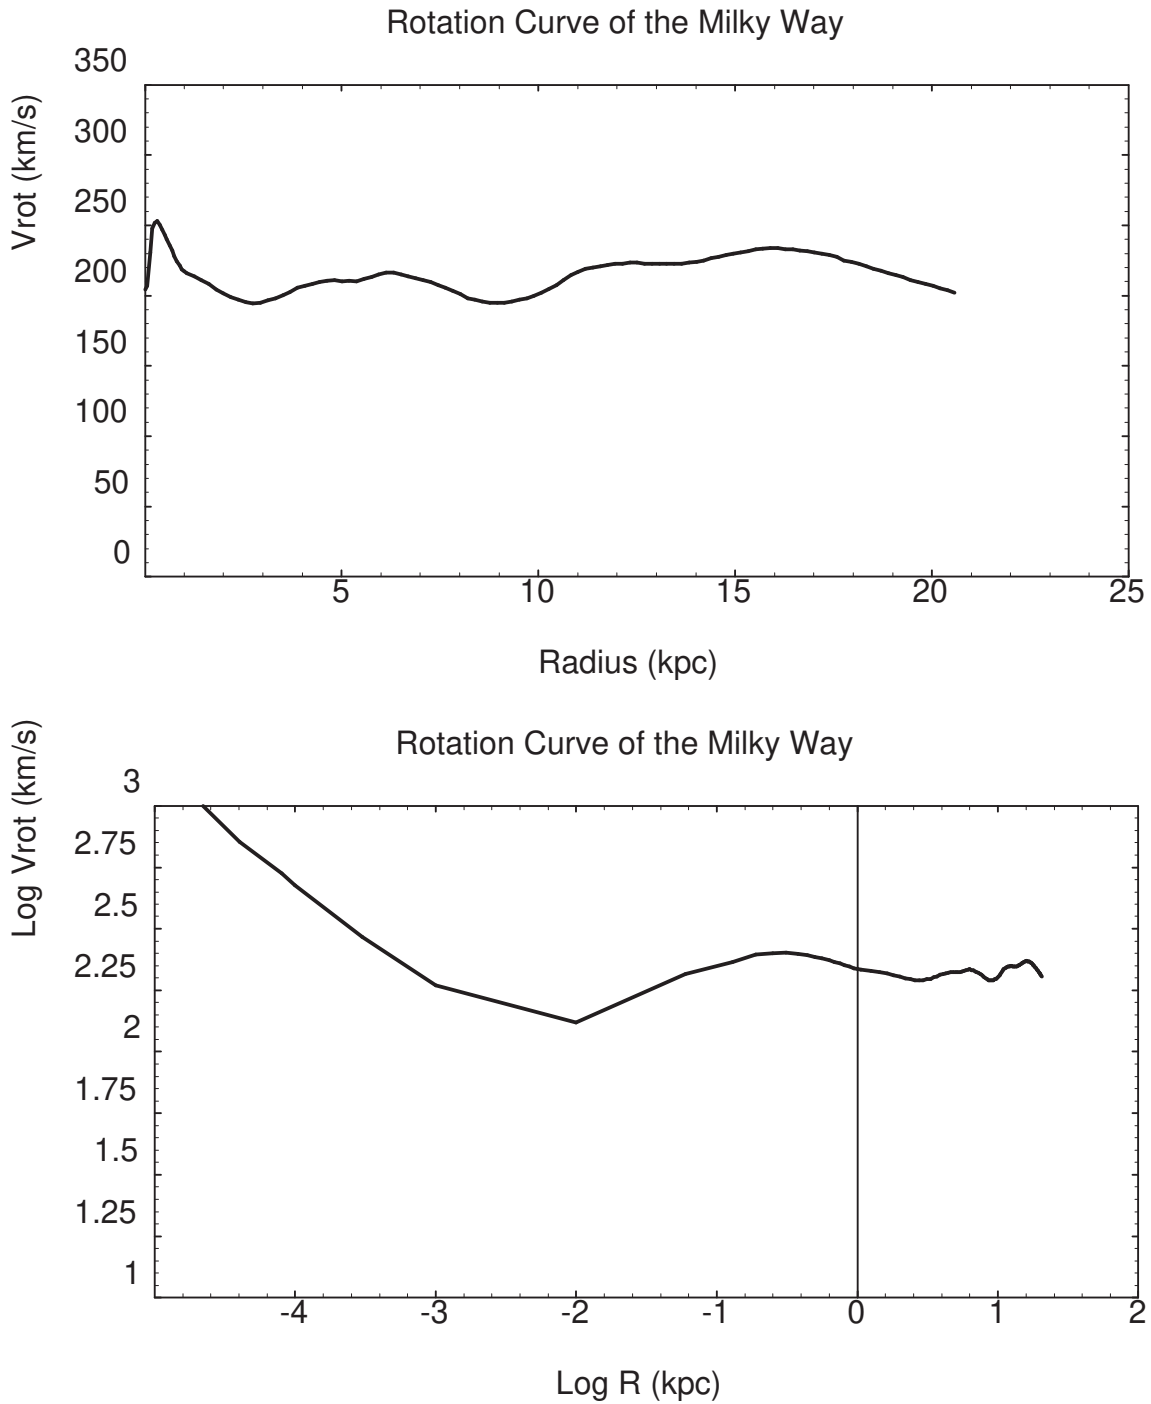 Rotation Curve of the Milky Way
350
300
250
200
150
100
50
0
Vrot (km/s)
5 10 15 20 25
Radius (kpc)
Rotation Curve of the Milky Way
3
2.75
2.5
2.25
2
1.75
1.5
1.25
1
Log Vrot (km/s)
-4 -3 -2 -1 0 1 2
Log R (kpc)